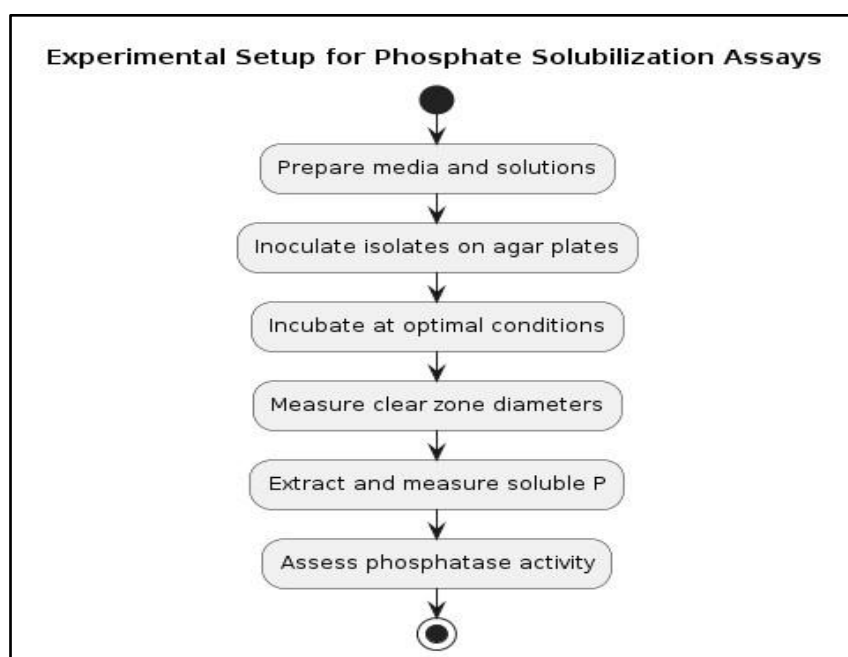 Experimental Setup for Phosphate Solubilization Assays
Prepare media and solutions
Inoculate isolates on agar plates
Incubate at optimal conditions
Measure clear zone diameters
Extract and measure soluble P
Assess phosphatase activity